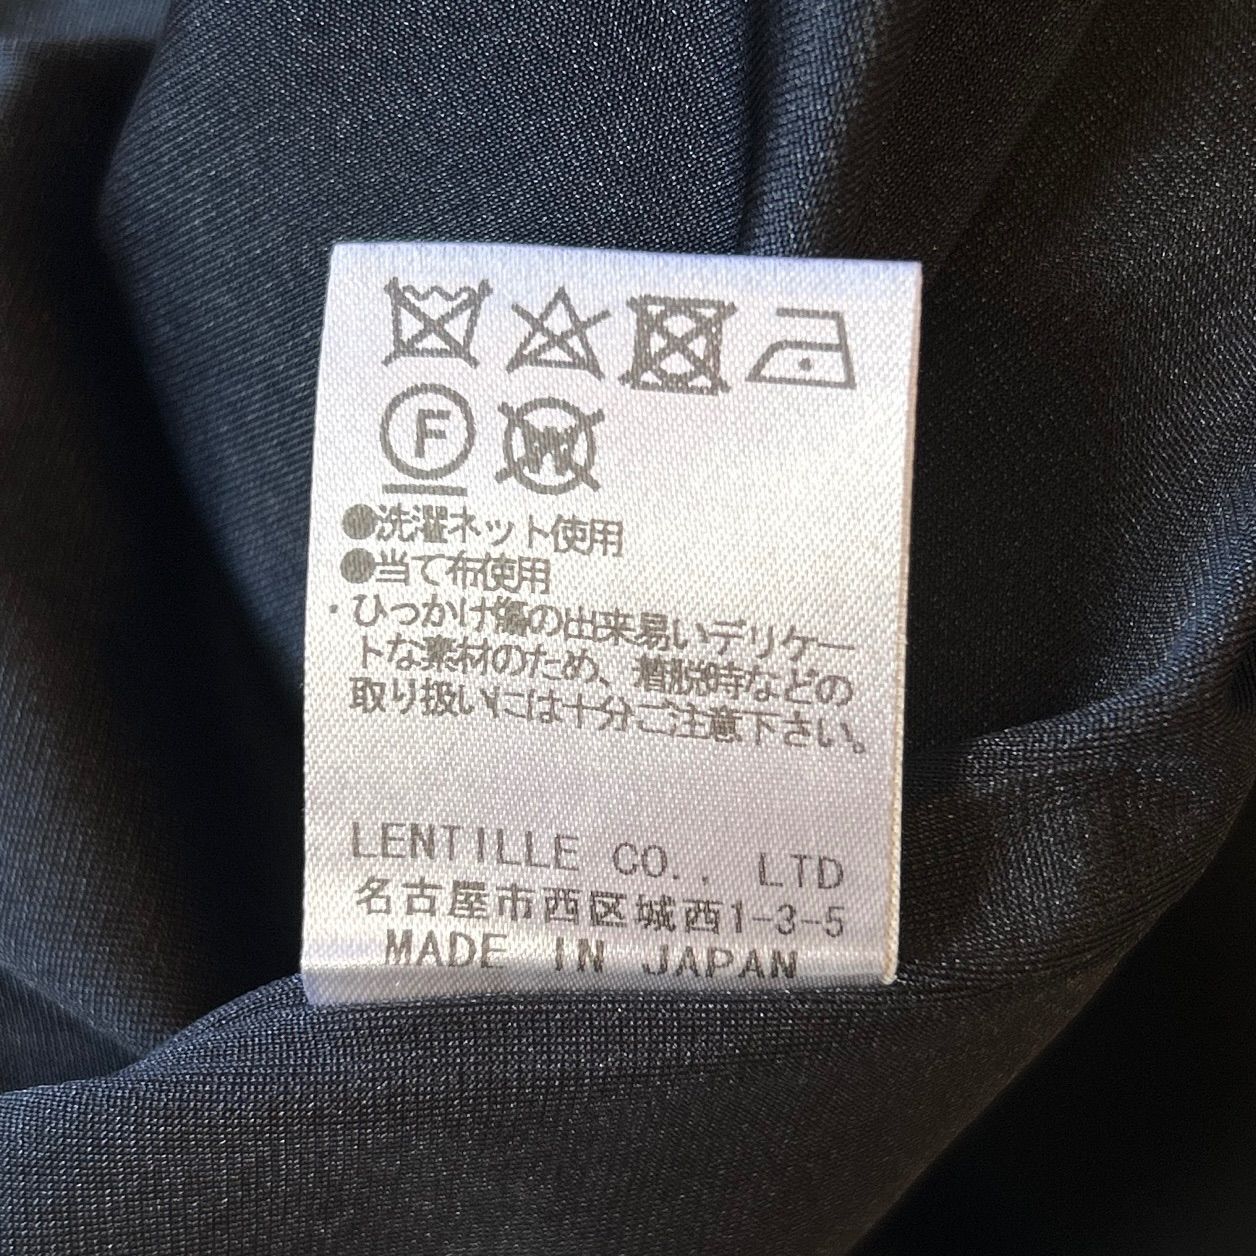 F W
●洗濯ネット使用
●当て布使用
・ひっかけ傷の出来易いデリケー
トな素材のため、着脱時などの
取り扱いには十分ご注意下さい。
LENTILLE CO., LTD
名古屋市西区城西1-3-5
MADE IN JAPAN